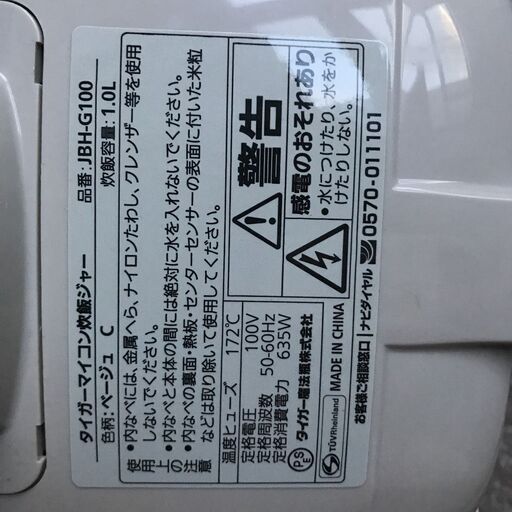 タイガーマイコン炊飯ジャー 品番：JBH-G100
色柄：ベージュ C 炊飯容量：1.0L
使用上の注意
・内なべには、金属へら、ナイロンたわし、クレンザー等を使用しないでください。
・内なべと本体の間には絶対に水を入れないでください。
・内なべの裏面・熱板・センターセンサーの表面に付いた米粒などは取り除いて使用してください。
温度ヒューズ 172℃
定格電圧 100V
定格周波数 50-60Hz
定格消費電力 635W
PSE タイガー魔法瓶株式会社
TÜVRheinland MADE IN CHINA
警告
感電のおそれあり
・水につけたり、水をかけたりしない。
お客様ご相談窓口 ナビダイヤル 0570-011101